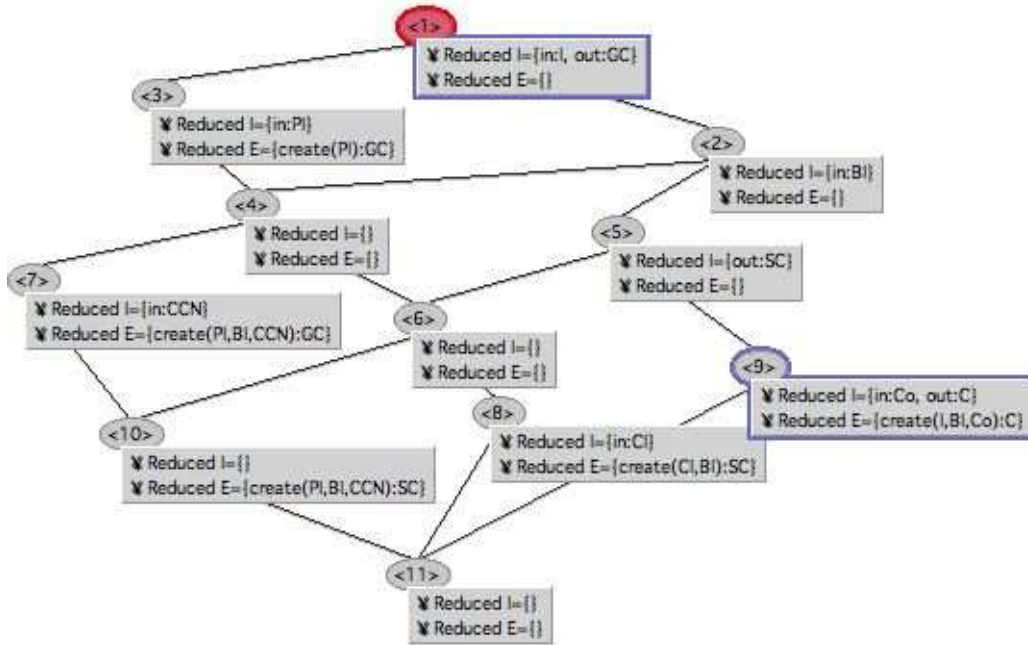 <1>
¥ Reduced I={in:I, out:GC}
¥ Reduced E={}
<3>
¥ Reduced I={in:PI}
¥ Reduced E={create(PI):GC}
<2>
¥ Reduced I={in:BI}
¥ Reduced E={}
<4>
¥ Reduced I={}
¥ Reduced E={}
<5>
¥ Reduced I={out:SC}
¥ Reduced E={}
<7>
¥ Reduced I={in:CCN}
¥ Reduced E={create(PI,BI,CCN):GC}
<6>
¥ Reduced I={}
¥ Reduced E={}
<9>
¥ Reduced I={in:Co, out:C}
¥ Reduced E={create(I,BI,Co):C}
<8>
¥ Reduced I={in:CI}
¥ Reduced E={create(CI,BI):SC}
<10>
¥ Reduced I={}
¥ Reduced E={create(PI,BI,CCN):SC}
<11>
¥ Reduced I={}
¥ Reduced E={}